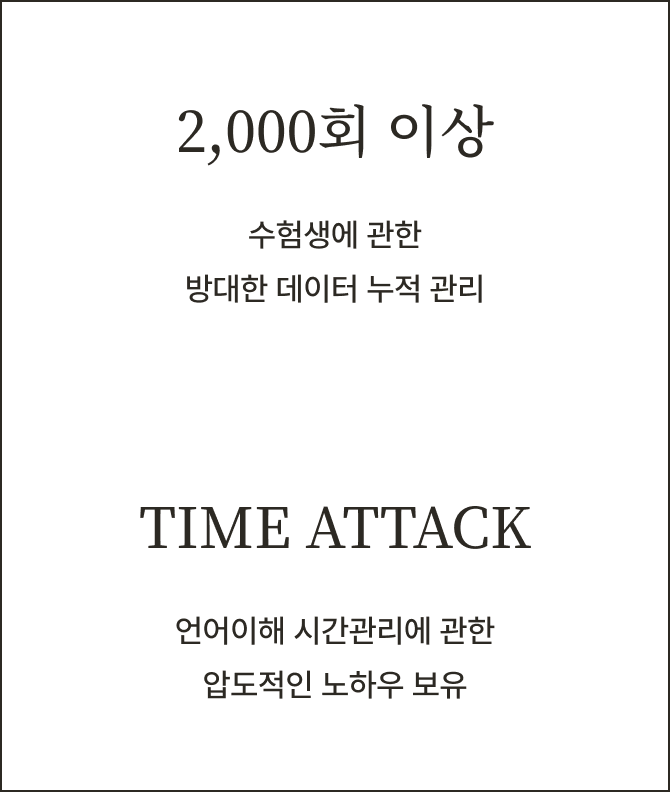 2,000회 이상
수험생에 관한
방대한 데이터 누적 관리
TIME ATTACK
언어이해 시간관리에 관한
압도적인 노하우 보유